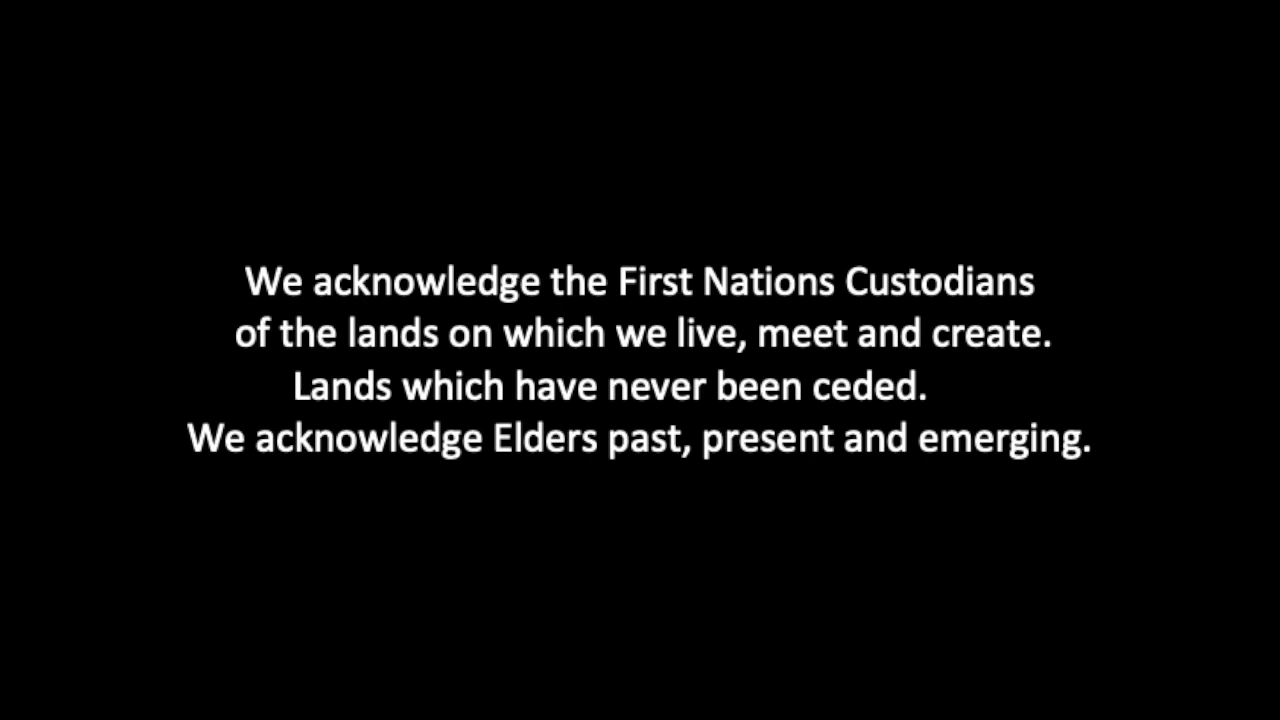 We acknowledge the First Nations Custodians
of the lands on which we live, meet and create.
Lands which have never been ceded.
We acknowledge Elders past, present and emerging.